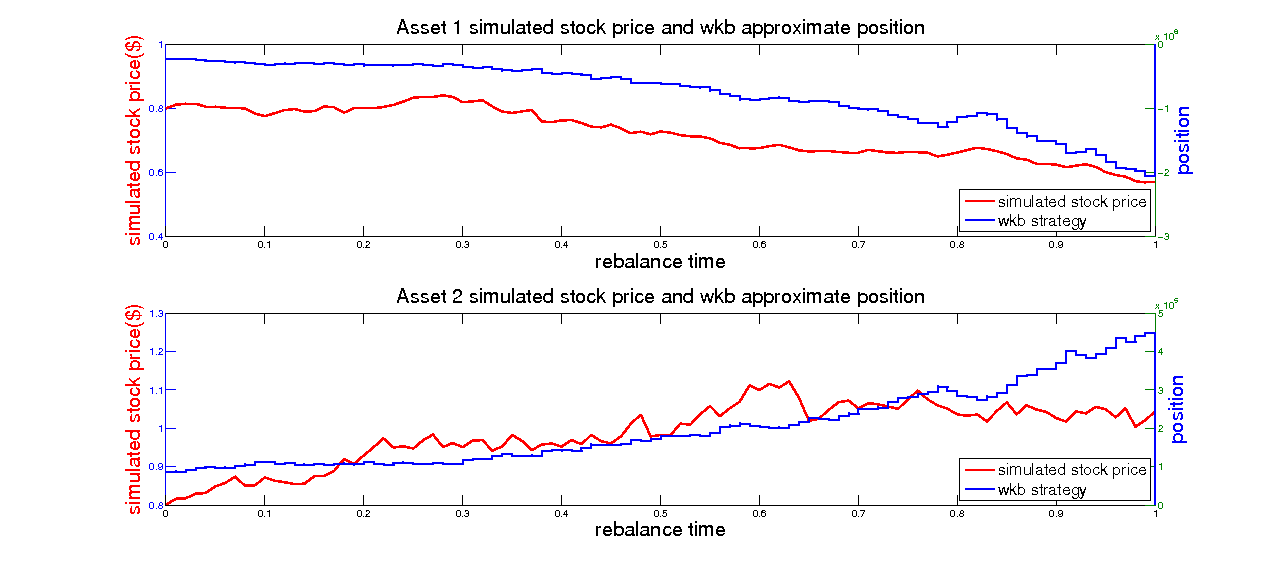 Asset 1 simulated stock price and wkb approximate position
x 10
simulated stock price($)
1
0.8
0.6
0.4
0
−1
−2
−3
position
simulated stock price
wkb strategy
0 0.1 0.2 0.3 0.4 0.5 0.6 0.7 0.8 0.9 1
rebalance time
Asset 2 simulated stock price and wkb approximate position
x 10
simulated stock price($)
1.3
1.2
1.1
1
0.9
0.8
5
4
3
2
1
0
position
simulated stock price
wkb strategy
0 0.1 0.2 0.3 0.4 0.5 0.6 0.7 0.8 0.9 1
rebalance time